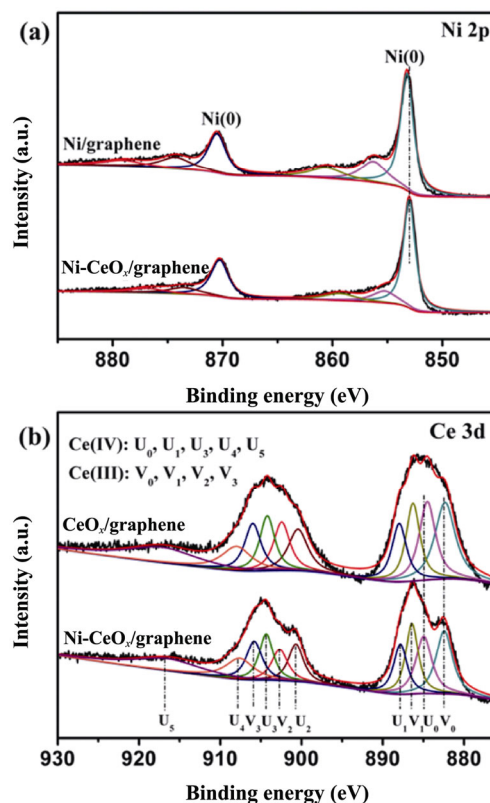 (a)
Ni 2p
Ni(0)
Ni(0)
Ni/graphene
Ni-CeOₓ/graphene
Intensity (a.u.)
880 870 860 850
Binding energy (eV)
(b)
Ce 3d
Ce(IV): U₀, U₁, U₃, U₄, U₅
Ce(III): V₀, V₁, V₂, V₃
CeOₓ/graphene
Ni-CeOₓ/graphene
Intensity (a.u.)
U₅ U₄ V₃ U₃ V₂ U₂ U₁ V₁ U₀ V₀
930 920 910 900 890 880
Binding energy (eV)